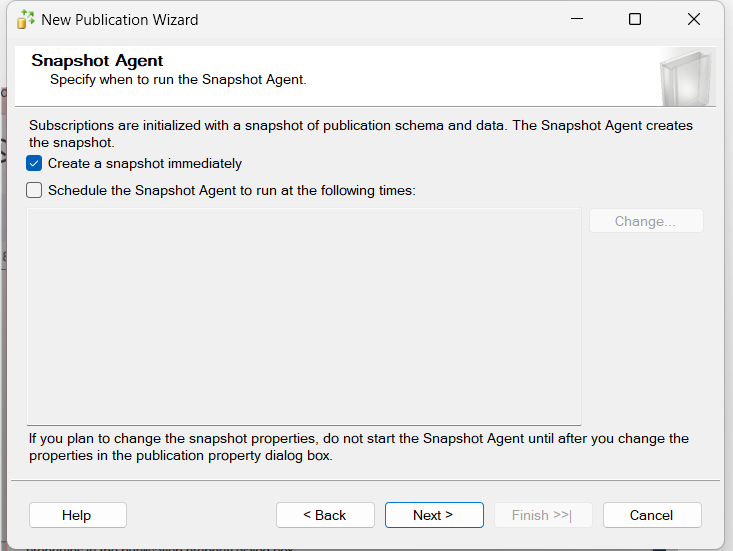 New Publication Wizard
Snapshot Agent
Specify when to run the Snapshot Agent.
Subscriptions are initialized with a snapshot of publication schema and data. The Snapshot Agent creates
the snapshot.
Create a snapshot immediately
Schedule the Snapshot Agent to run at the following times:
Change...
If you plan to change the snapshot properties, do not start the Snapshot Agent until after you change the
properties in the publication property dialog box.
Help
< Back
Next >
Finish >>|
Cancel